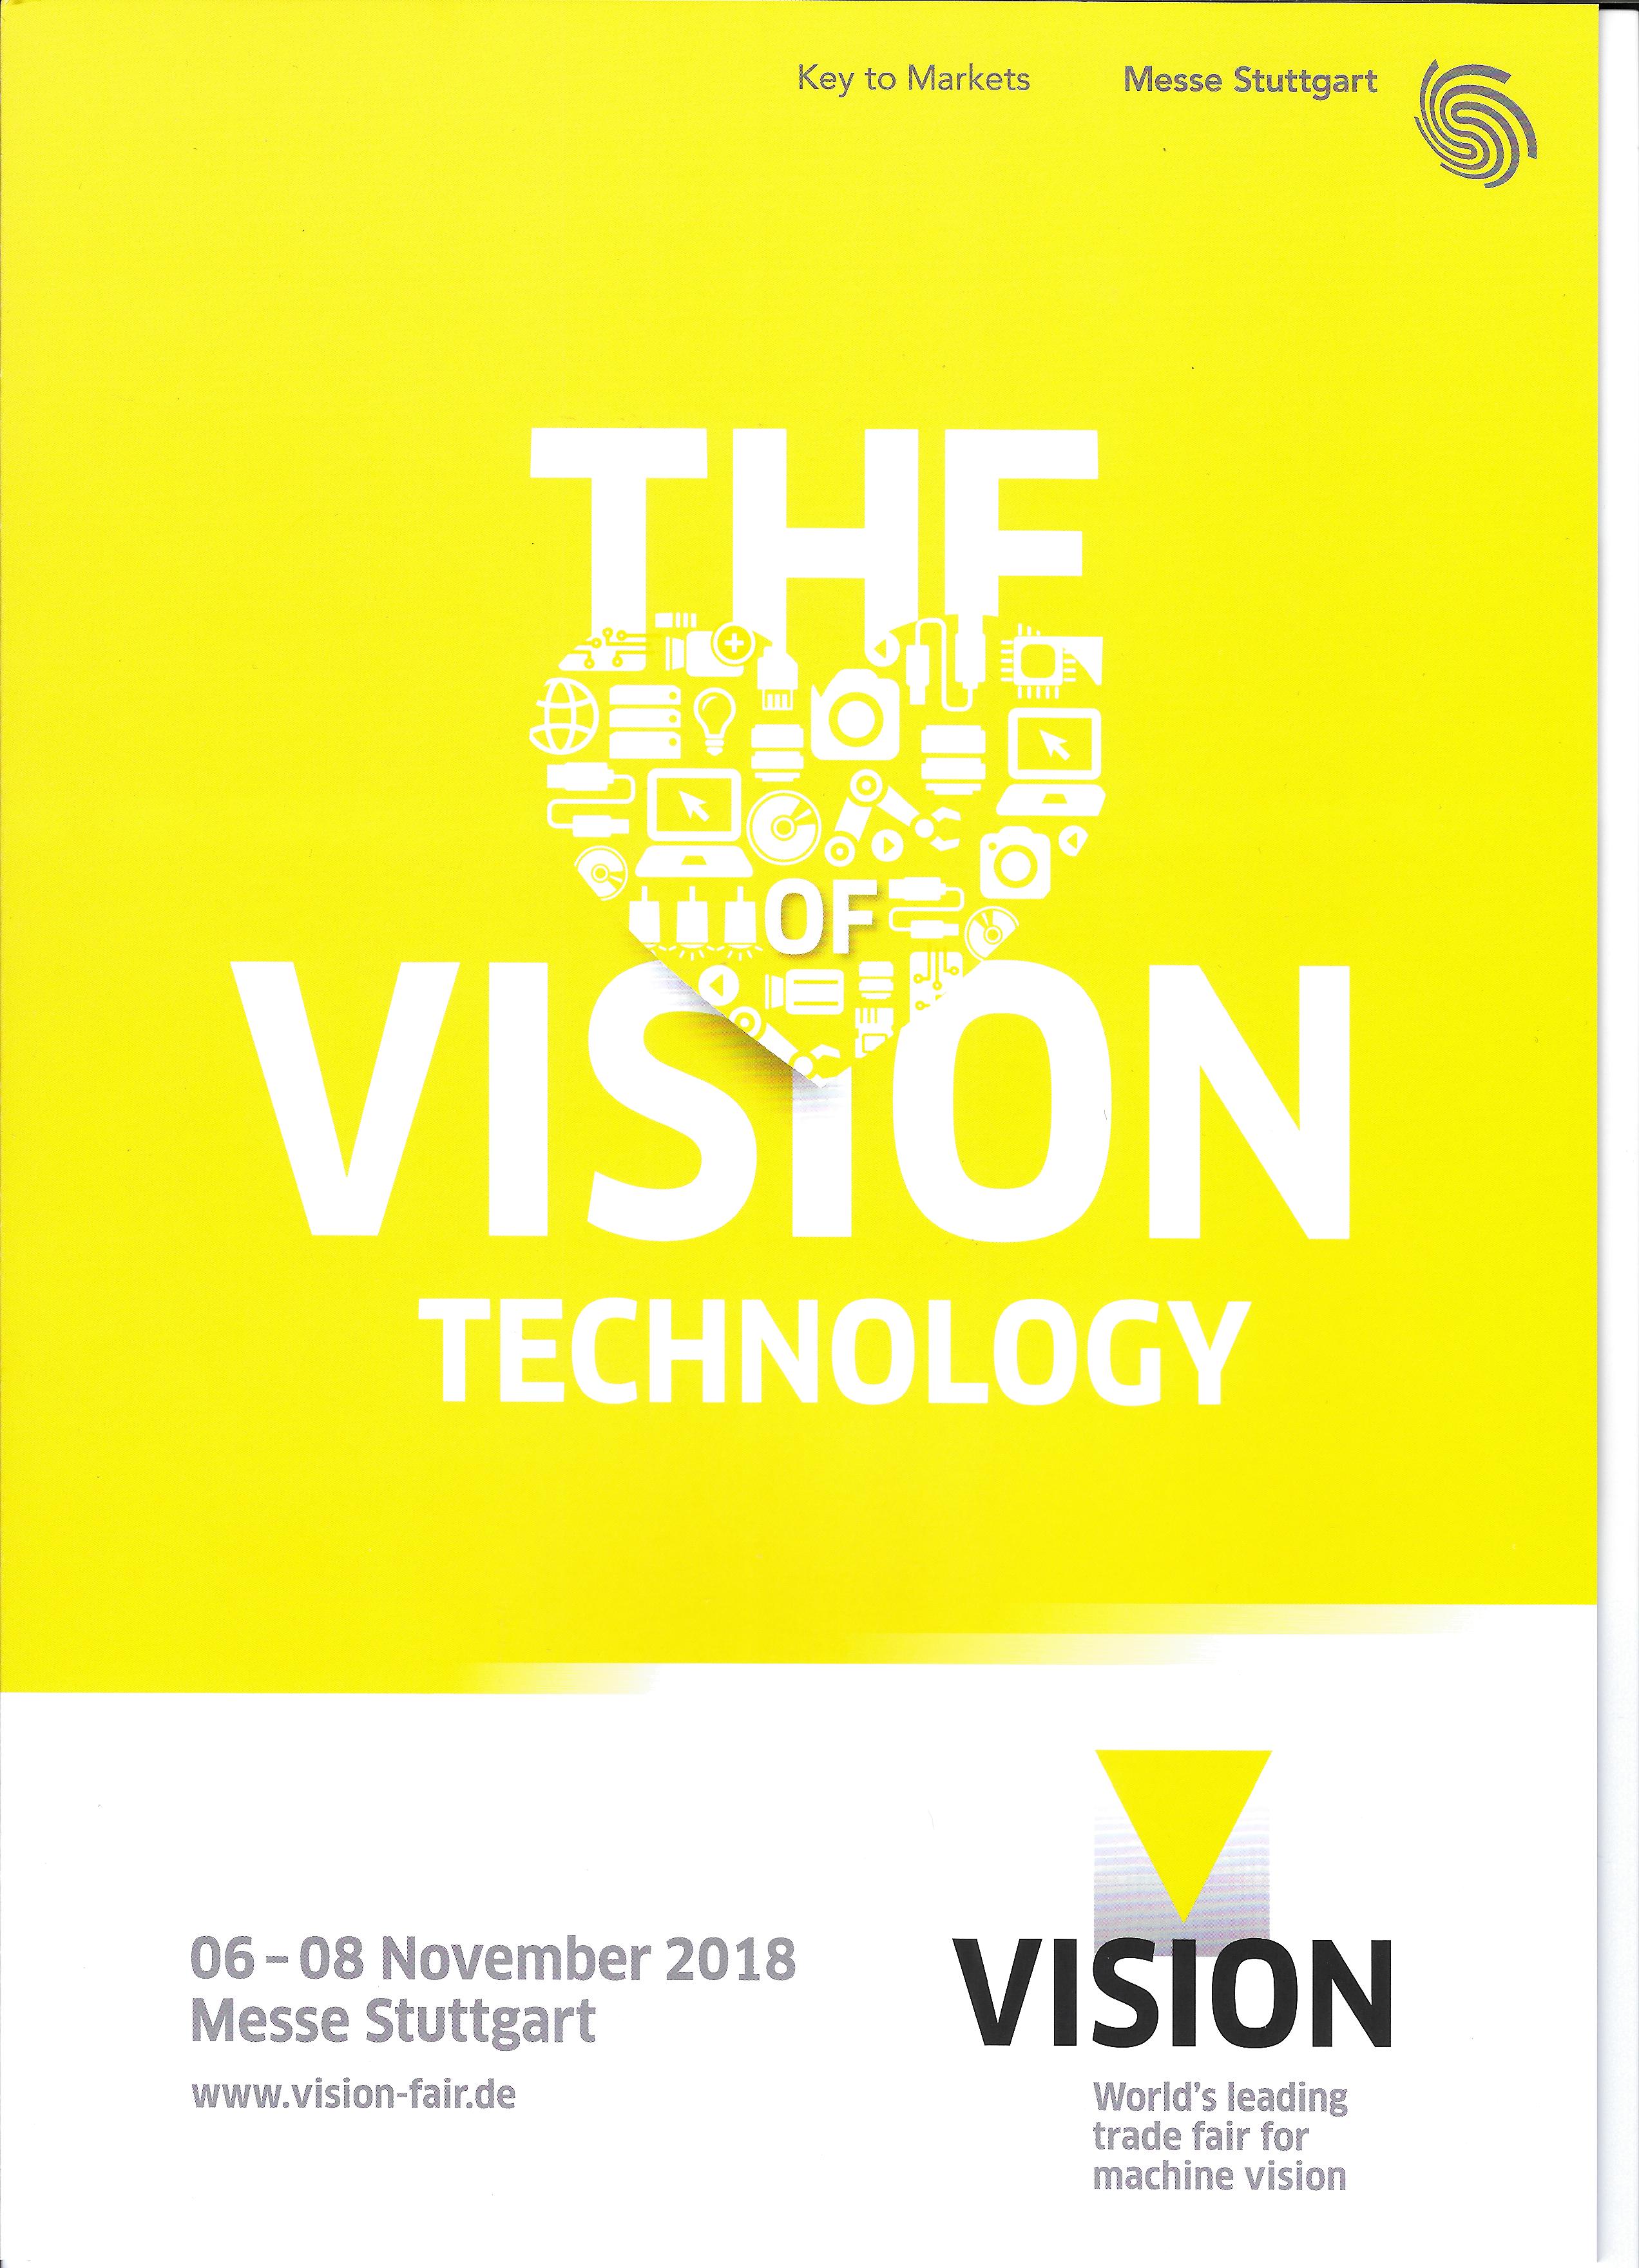 Key to Markets Messe Stuttgart
THE
OF
VISION
TECHNOLOGY
06 – 08 November 2018
Messe Stuttgart
www.vision-fair.de
VISION
World's leading
trade fair for
machine vision